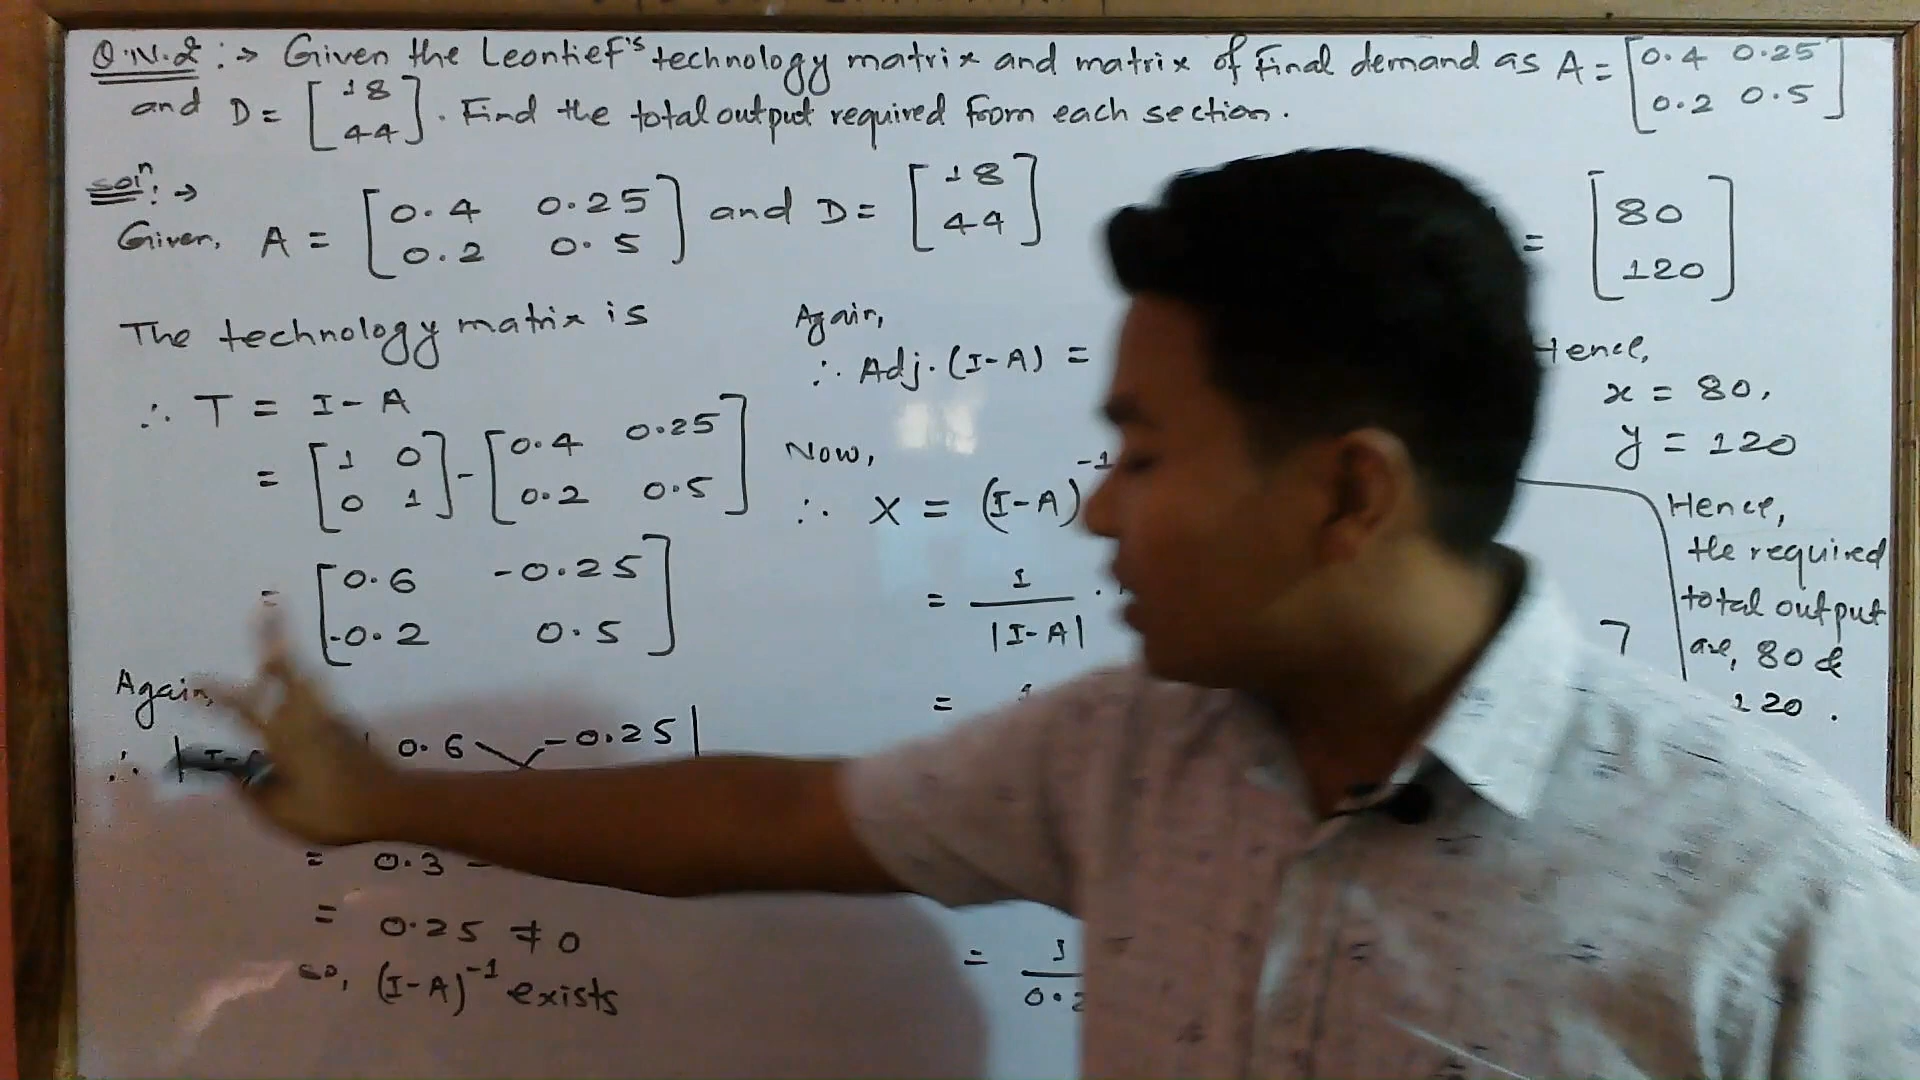 Q.N.2 :→ Given the Leontief's technology matrix and matrix of Final demand as A = [0.4 0.25
0.2 0.5]
and D = [18
44]. Find the total output required from each section.
Soln: →
Given, A = [0.4 0.25
0.2 0.5] and D = [18
44]
The technology matrix is
∴ T = I - A
= [1 0
0 1] - [0.4 0.25
0.2 0.5]
= [0.6 -0.25
-0.2 0.5]
Again,
∴ 0.6 -0.25|
= 0.3 -
= 0.25 ≠ 0
so, (I-A)⁻¹ exists
Again,
∴ Adj. (I-A) =
Now,
∴ X = (I-A)⁻¹
= 1/|I-A| .
=
= 
= [80
120]
Hence,
x = 80,
y = 120
Hence,
the required
total output
are, 80 &
120.